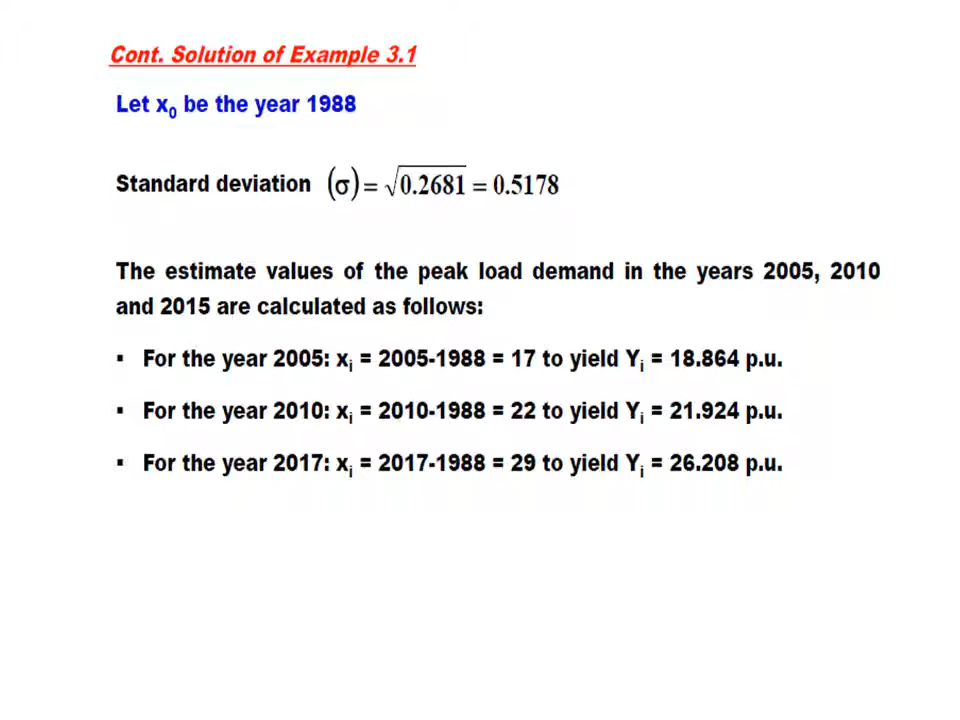 Cont. Solution of Example 3.1
Let x₀ be the year 1988
Standard deviation (σ) = √0.2681 = 0.5178
The estimate values of the peak load demand in the years 2005, 2010
and 2015 are calculated as follows:
▪ For the year 2005: xᵢ = 2005-1988 = 17 to yield Yᵢ = 18.864 p.u.
▪ For the year 2010: xᵢ = 2010-1988 = 22 to yield Yᵢ = 21.924 p.u.
▪ For the year 2017: xᵢ = 2017-1988 = 29 to yield Yᵢ = 26.208 p.u.